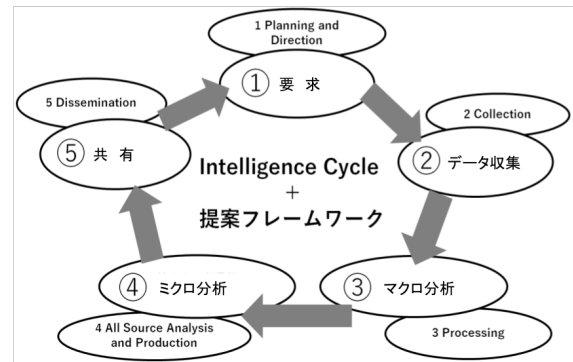 1 Planning and
Direction
① 要 求
2 Collection
② データ収集
③ マクロ分析
3 Processing
④ ミクロ分析
4 All Source Analysis
and Production
5 Dissemination
⑤ 共 有
Intelligence Cycle
+
提案フレームワーク